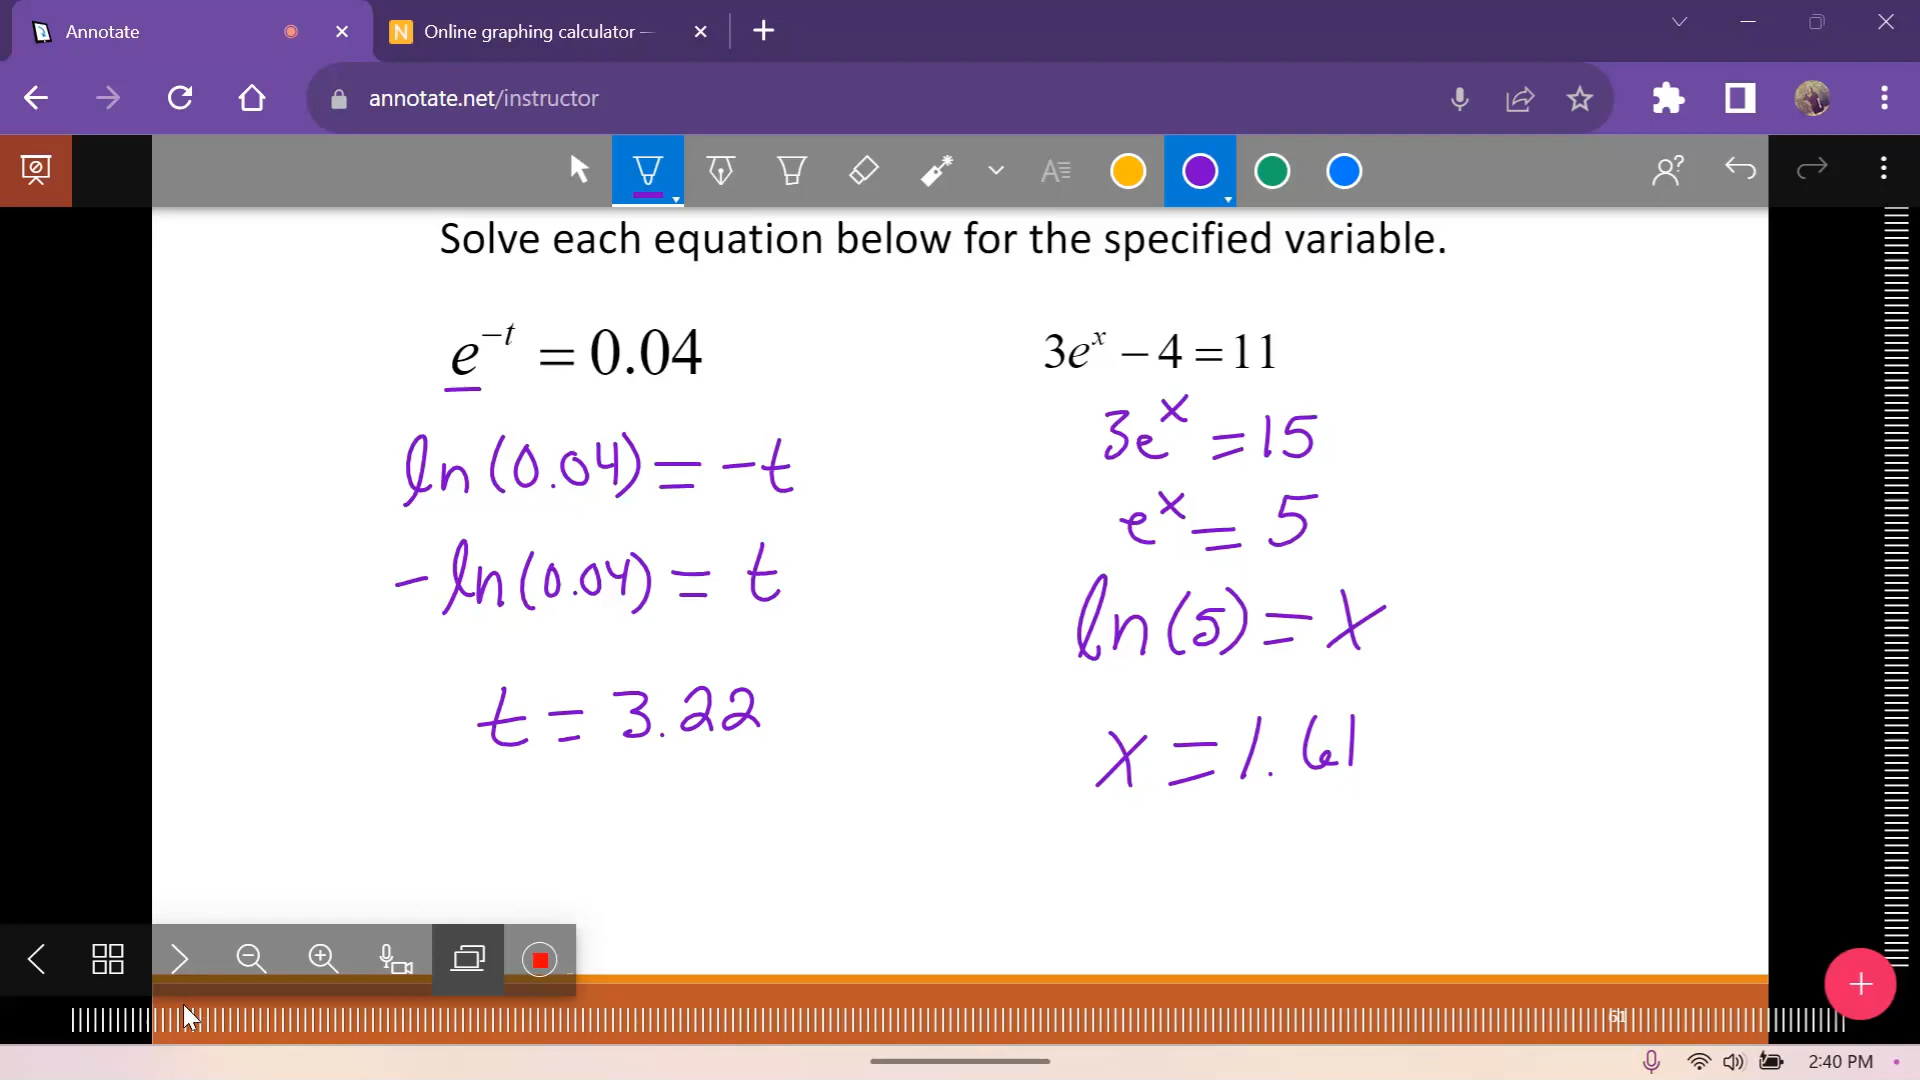 Annotate
N Online graphing calculator —
annotate.net/instructor
Solve each equation below for the specified variable.
e^{-t} = 0.04
ln(0.04) = -t
-ln(0.04) = t
t = 3.22
3e^x − 4 = 11
3e^x = 15
e^x = 5
ln(5) = x
x = 1.61
61
2:40 PM